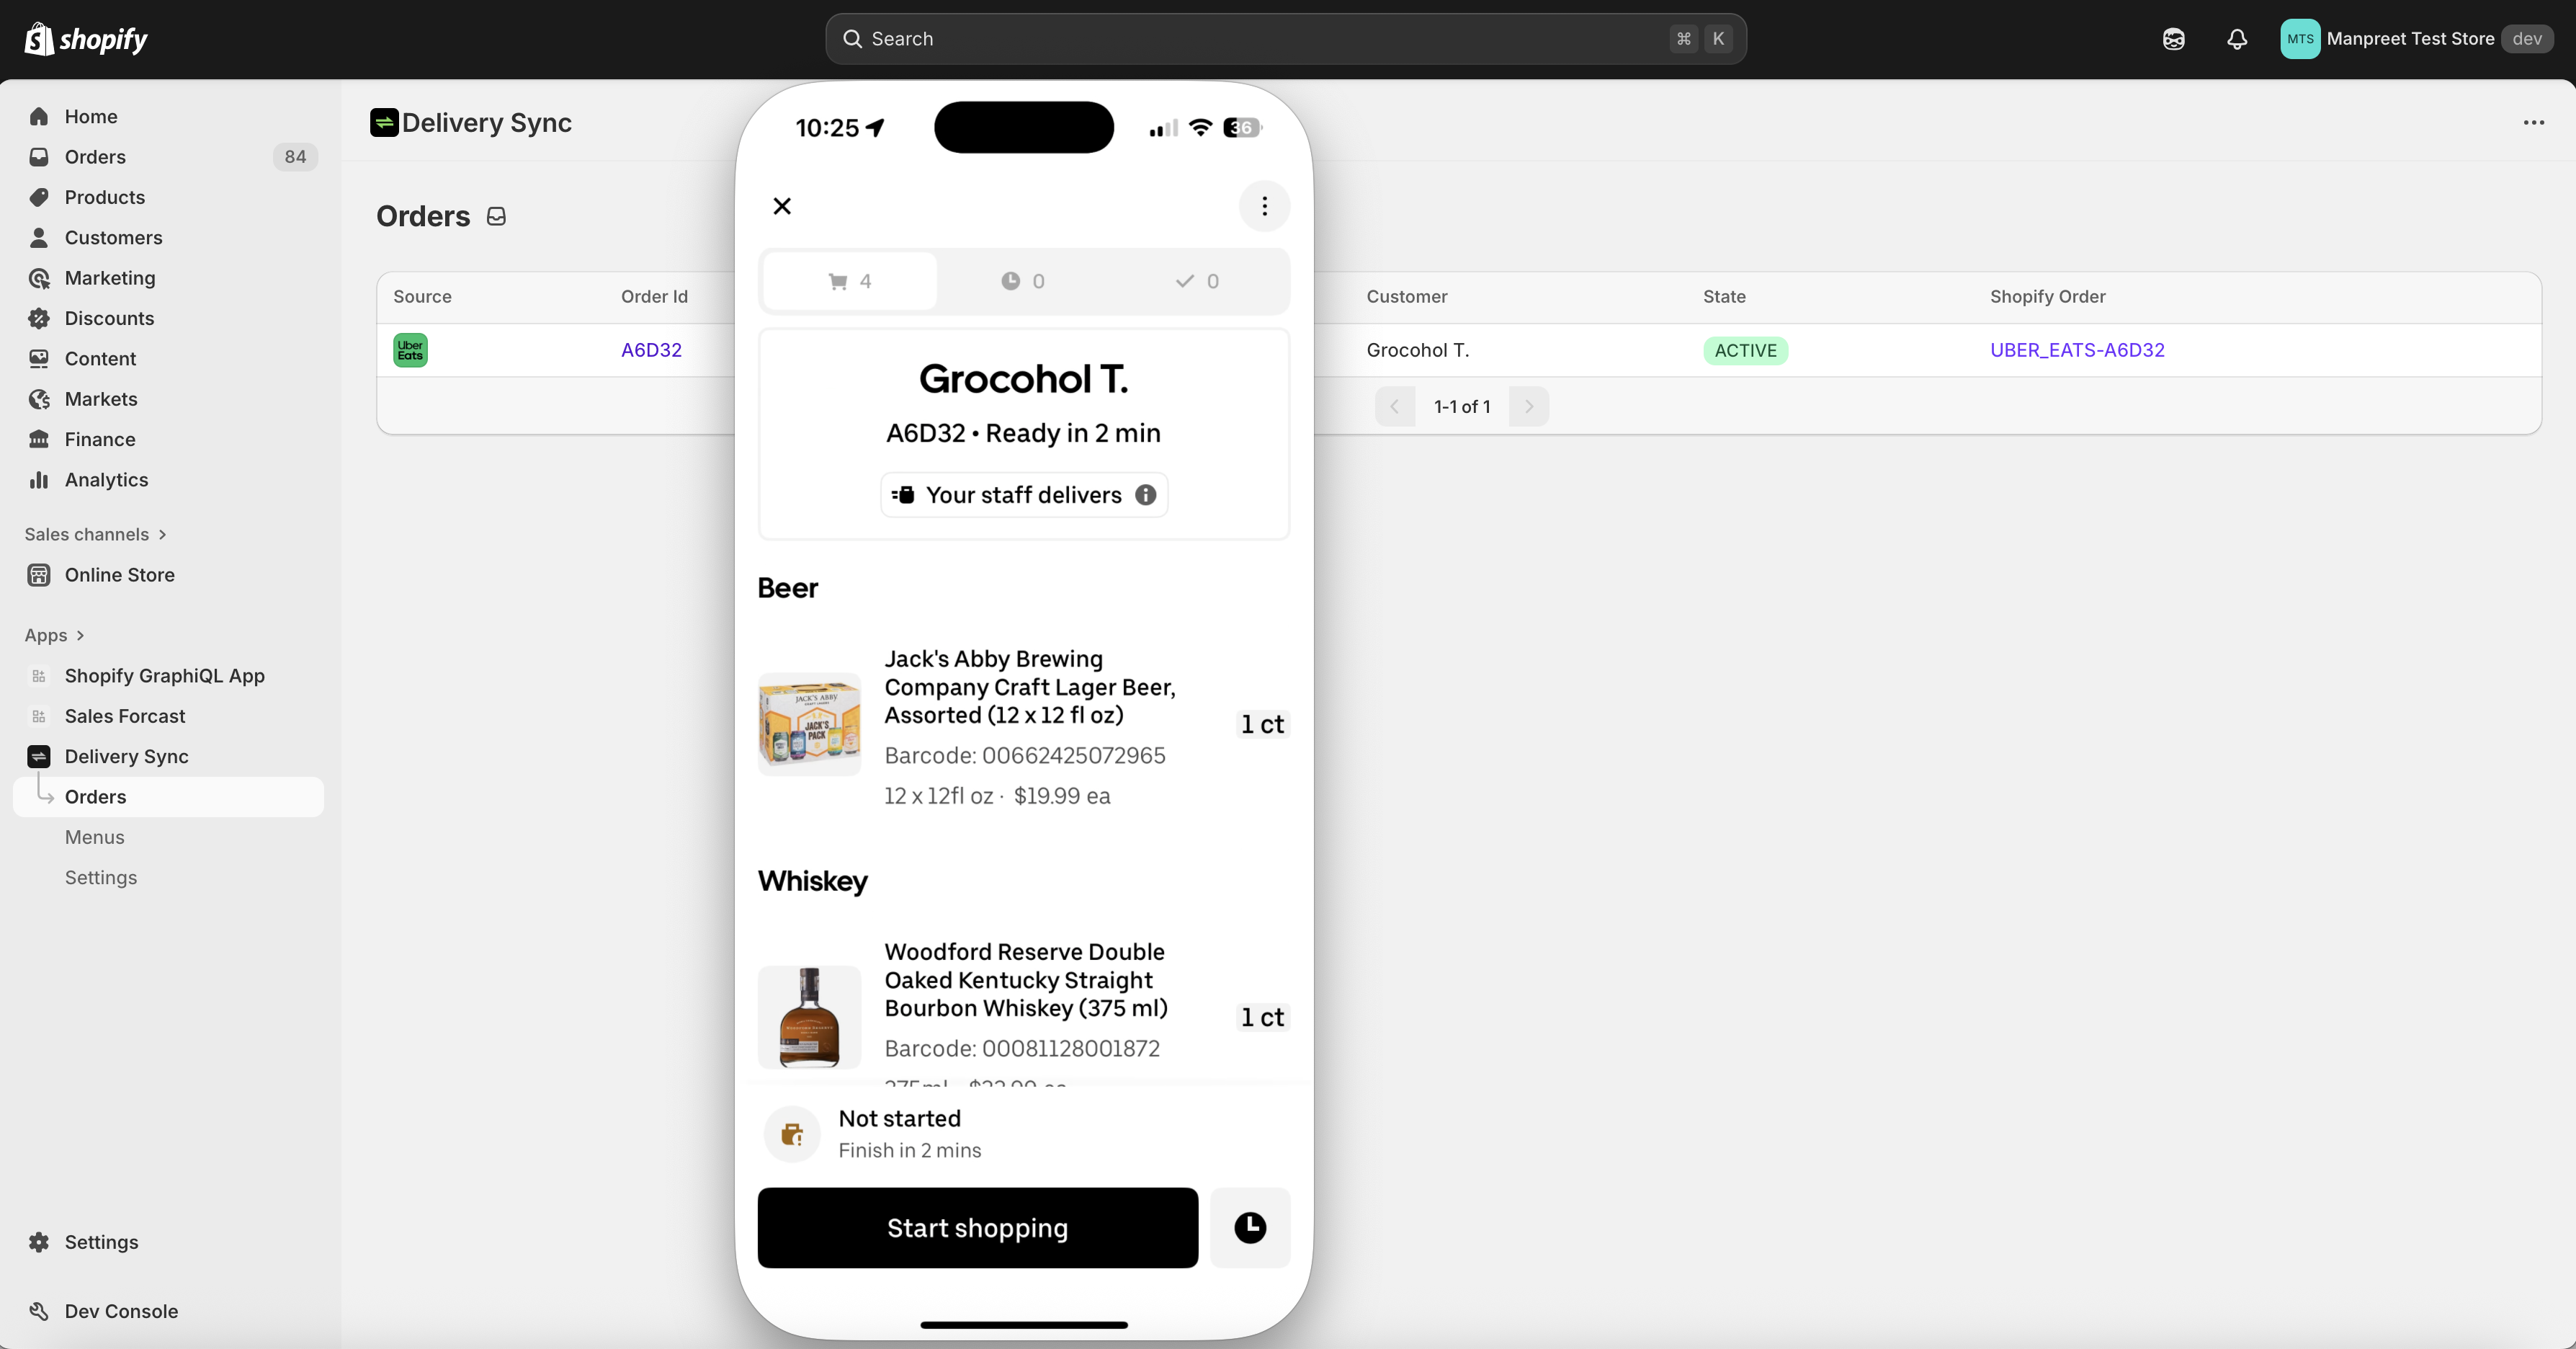 shopify
Search
⌘ K
MTS
Manpreet Test Store
dev
Home
Orders
84
Products
Customers
Marketing
Discounts
Content
Markets
Finance
Analytics
Sales channels
Online Store
Apps
Shopify GraphiQL App
Sales Forcast
Delivery Sync
Orders
Menus
Settings
Settings
Dev Console
Delivery Sync
Orders
Source Order Id Customer State Shopify Order
Uber
Eats
A6D32 Grocohol T. ACTIVE UBER_EATS-A6D32
1-1 of 1
10:25
36
4 0 0
Grocohol T.
A6D32 • Ready in 2 min
Your staff delivers
Beer
JACK'S ABBY
JACK'S
PACK
Jack's Abby Brewing
Company Craft Lager Beer,
Assorted (12 x 12 fl oz)
1 ct
Barcode: 00662425072965
12 x 12fl oz · $19.99 ea
Whiskey
Woodford Reserve Double
Oaked Kentucky Straight
Bourbon Whiskey (375 ml)
1 ct
Barcode: 00081128001872
Not started
Finish in 2 mins
Start shopping